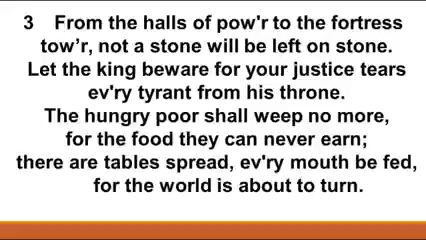 3 From the halls of pow'r to the fortress
tow’r, not a stone will be left on stone.
Let the king beware for your justice tears
ev'ry tyrant from his throne.
The hungry poor shall weep no more,
for the food they can never earn;
there are tables spread, ev'ry mouth be fed,
for the world is about to turn.